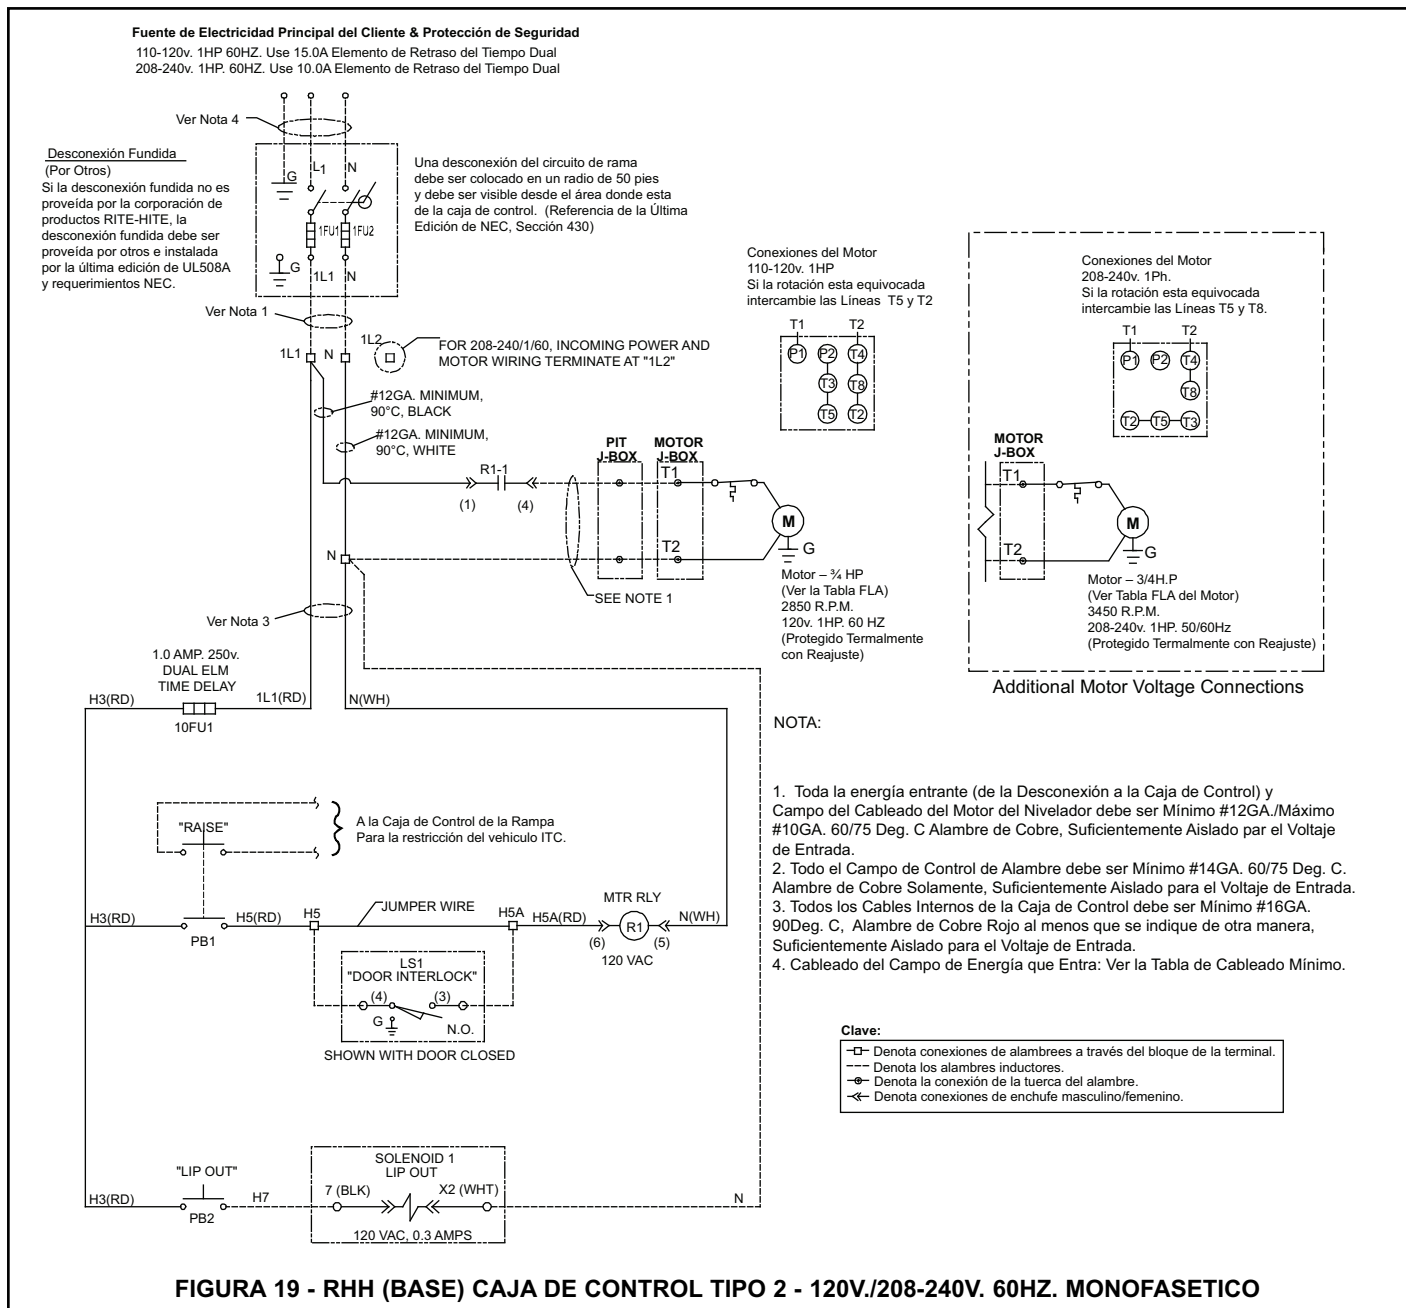 Fuente de Electricidad Principal del Cliente & Protección de Seguridad
110-120v. 1HP 60HZ. Use 15.0A Elemento de Retraso del Tiempo Dual
208-240v. 1HP. 60HZ. Use 10.0A Elemento de Retraso del Tiempo Dual
Ver Nota 4
Desconexión Fundida
(Por Otros)
Si la desconexión fundida no es
proveída por la corporación de
productos RITE-HITE, la
desconexión fundida debe ser
proveída por otros e instalada
por la última edición de UL508A
y requerimientos NEC.
G
L1
N
1FU1
1FU2
G
1L1
N
Una desconexión del circuito de rama
debe ser colocado en un radio de 50 pies
y debe ser visible desde el área donde esta
de la caja de control. (Referencia de la Última
Edición de NEC, Sección 430)
Ver Nota 1
1L1
N
1L2
FOR 208-240/1/60, INCOMING POWER AND
MOTOR WIRING TERMINATE AT "1L2"
#12GA. MINIMUM,
90°C, BLACK
#12GA. MINIMUM,
90°C, WHITE
Conexiones del Motor
110-120v. 1HP
Si la rotación esta equivocada
intercambie las Líneas T5 y T2
T1
T2
P1
P2
T4
T3
T8
T5
T2
Conexiones del Motor
208-240v. 1Ph.
Si la rotación esta equivocada
intercambie las Líneas T5 y T8.
T1
T2
P1
P2
T4
T8
T2
T5
T3
R1-1
(1)
(4)
PIT
J-BOX
MOTOR
J-BOX
T1
M
G
T2
N
SEE NOTE 1
Motor – ¾ HP
(Ver la Tabla FLA)
2850 R.P.M.
120v. 1HP. 60 HZ
(Protegido Termalmente
con Reajuste)
MOTOR
J-BOX
T1
M
G
T2
Motor – 3/4H.P
(Ver Tabla FLA del Motor)
3450 R.P.M.
208-240v. 1HP. 50/60Hz
(Protegido Termalmente con Reajuste)
Additional Motor Voltage Connections
Ver Nota 3
1.0 AMP. 250v.
DUAL ELM
TIME DELAY
H3(RD)
1L1(RD)
N(WH)
10FU1
"RAISE"
A la Caja de Control de la Rampa
Para la restricción del vehiculo ITC.
H3(RD)
PB1
H5(RD)
H5
JUMPER WIRE
H5A
H5A(RD)
MTR RLY
R1
(6)
(5)
N(WH)
120 VAC
LS1
"DOOR INTERLOCK"
(4)
(3)
G
N.O.
SHOWN WITH DOOR CLOSED
"LIP OUT"
H3(RD)
PB2
H7
SOLENOID 1
LIP OUT
7 (BLK)
X2 (WHT)
120 VAC, 0.3 AMPS
N
NOTA:
1. Toda la energía entrante (de la Desconexión a la Caja de Control) y
Campo del Cableado del Motor del Nivelador debe ser Mínimo #12GA./Máximo
#10GA. 60/75 Deg. C Alambre de Cobre, Suficientemente Aislado par el Voltaje
de Entrada.
2. Todo el Campo de Control de Alambre debe ser Mínimo #14GA. 60/75 Deg. C.
Alambre de Cobre Solamente, Suficientemente Aislado para el Voltaje de Entrada.
3. Todos los Cables Internos de la Caja de Control debe ser Mínimo #16GA.
90Deg. C, Alambre de Cobre Rojo al menos que se indique de otra manera,
Suficientemente Aislado para el Voltaje de Entrada.
4. Cableado del Campo de Energía que Entra: Ver la Tabla de Cableado Mínimo.
Clave:
Denota conexiones de alambrees a través del bloque de la terminal.
Denota los alambres inductores.
Denota la conexión de la tuerca del alambre.
Denota conexiones de enchufe masculino/femenino.
FIGURA 19 - RHH (BASE) CAJA DE CONTROL TIPO 2 - 120V./208-240V. 60HZ. MONOFASETICO